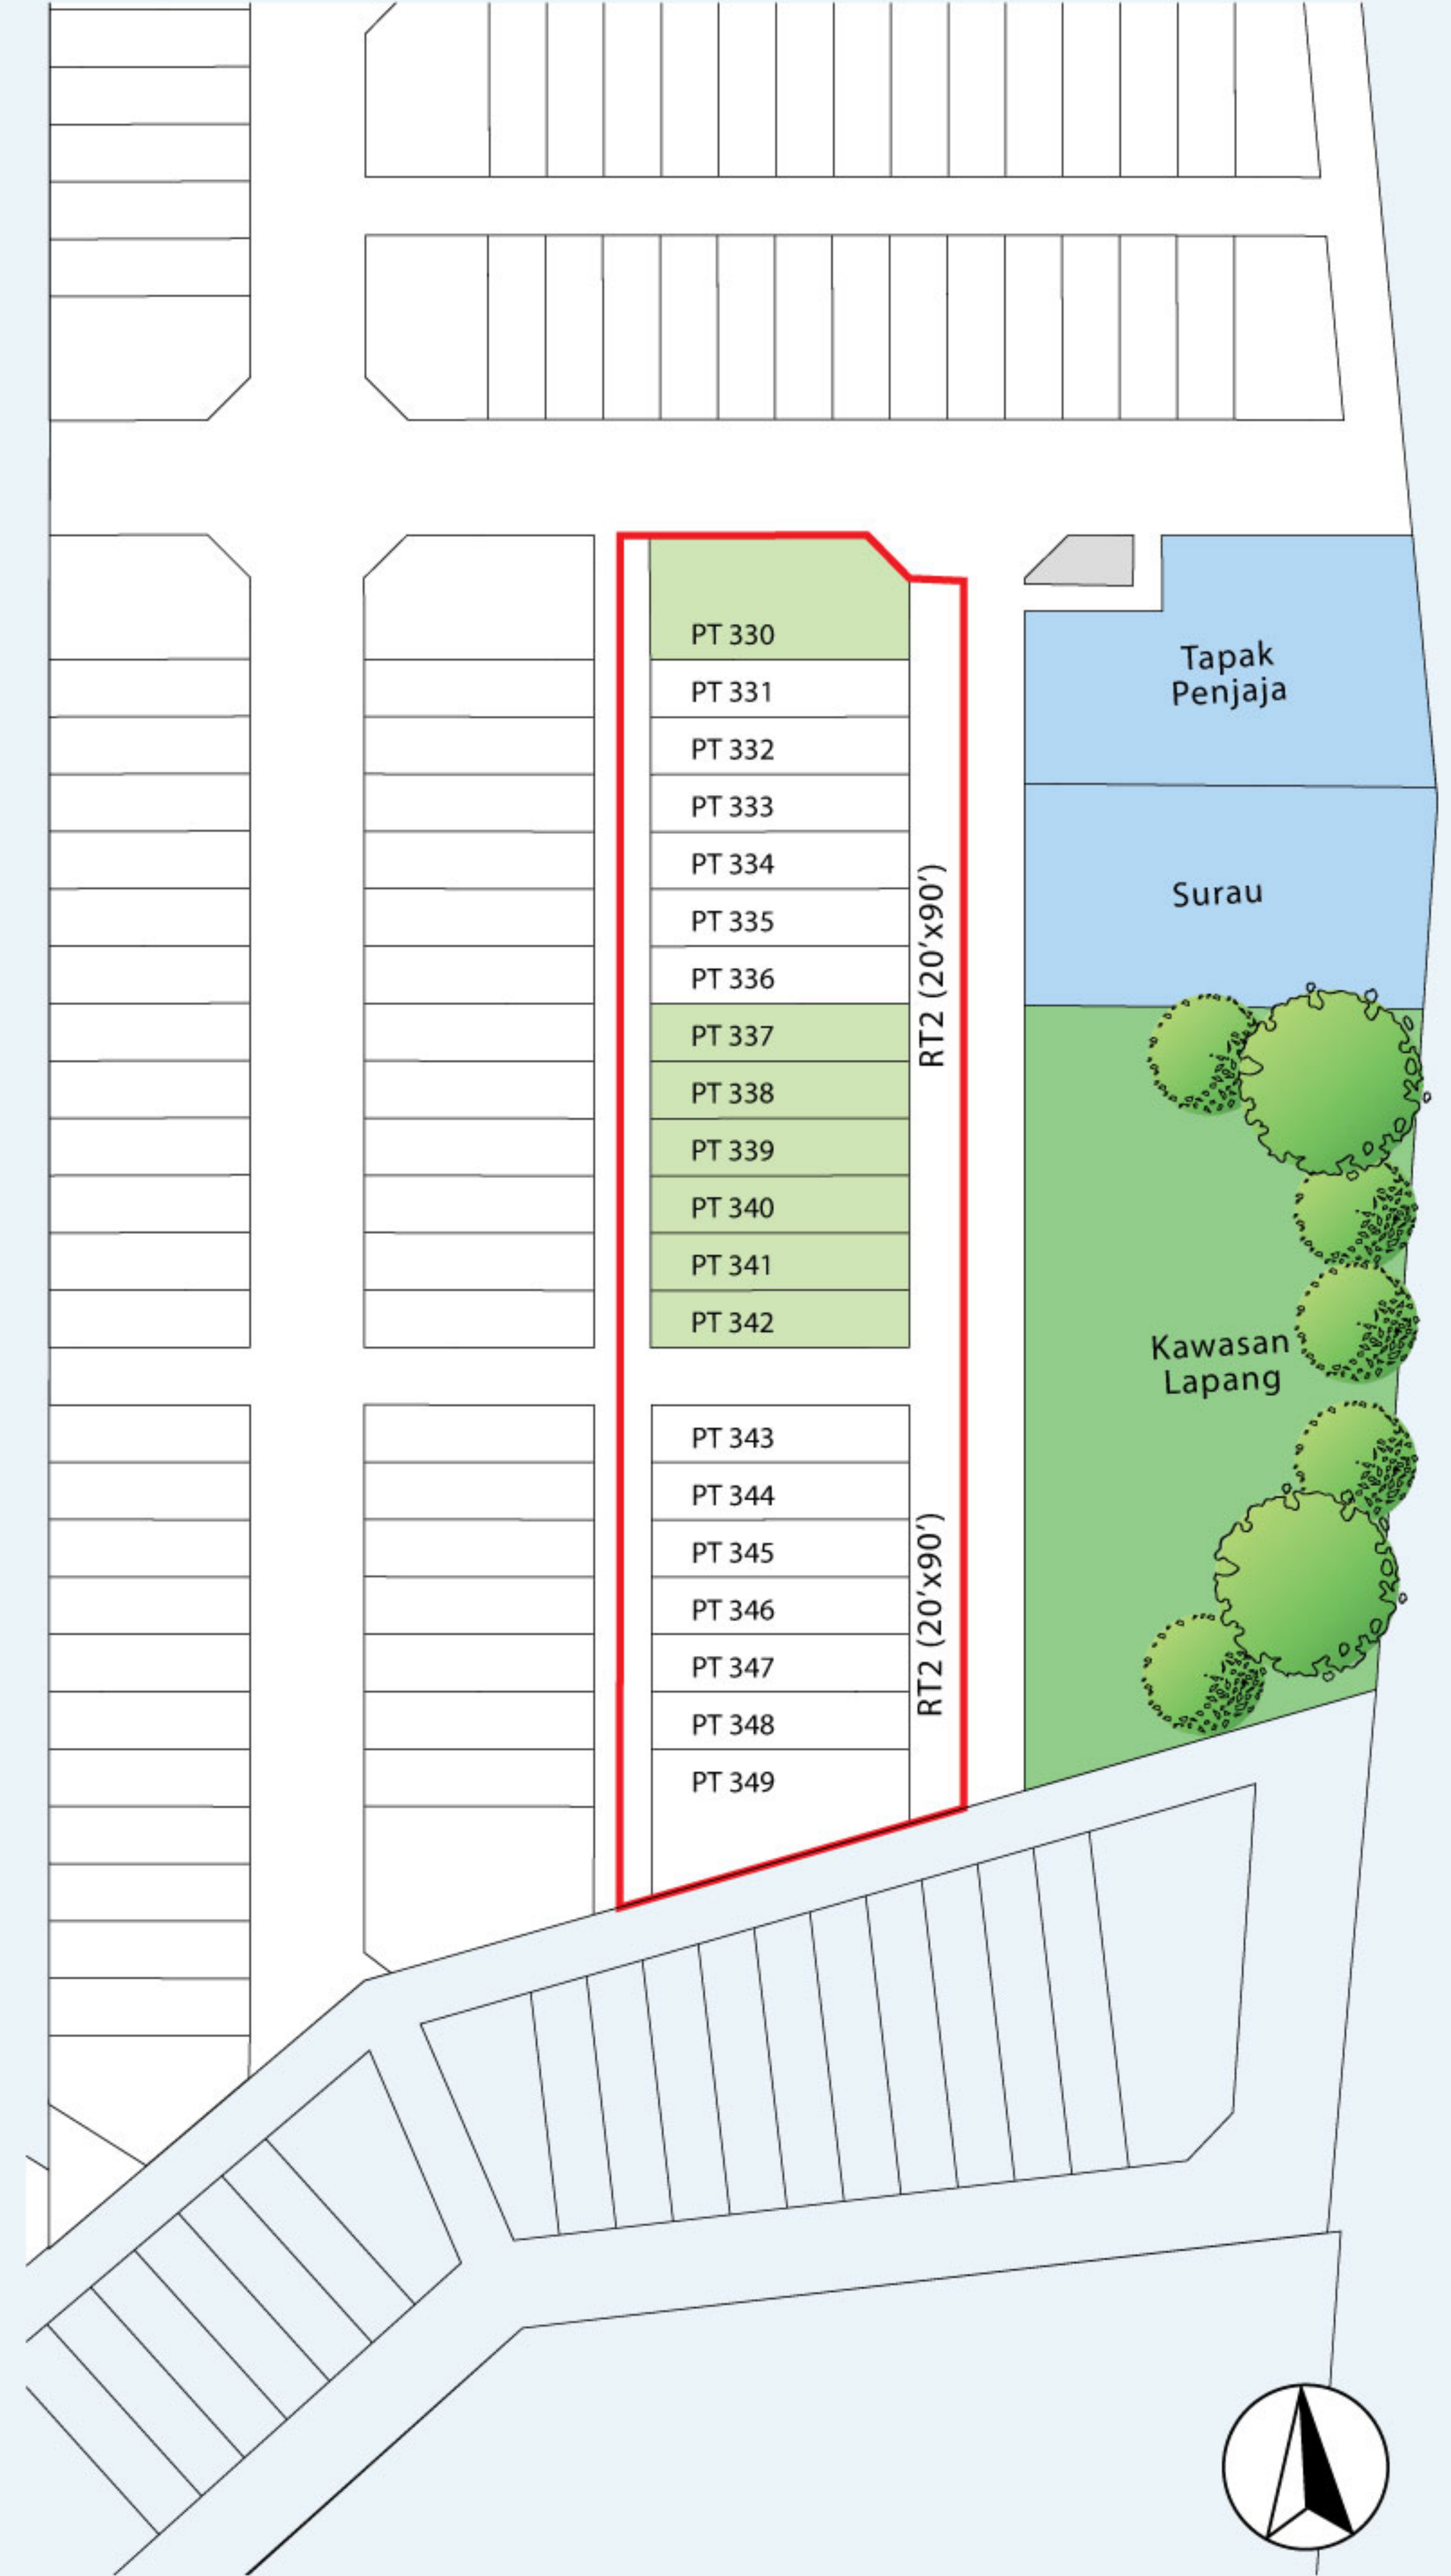 PT 330
PT 331
PT 332
PT 333
PT 334
PT 335
PT 336
PT 337
PT 338
PT 339
PT 340
PT 341
PT 342
RT2 (20'x90')
PT 343
PT 344
PT 345
PT 346
PT 347
PT 348
PT 349
RT2 (20'x90')
Tapak
Penjaja
Surau
Kawasan
Lapang